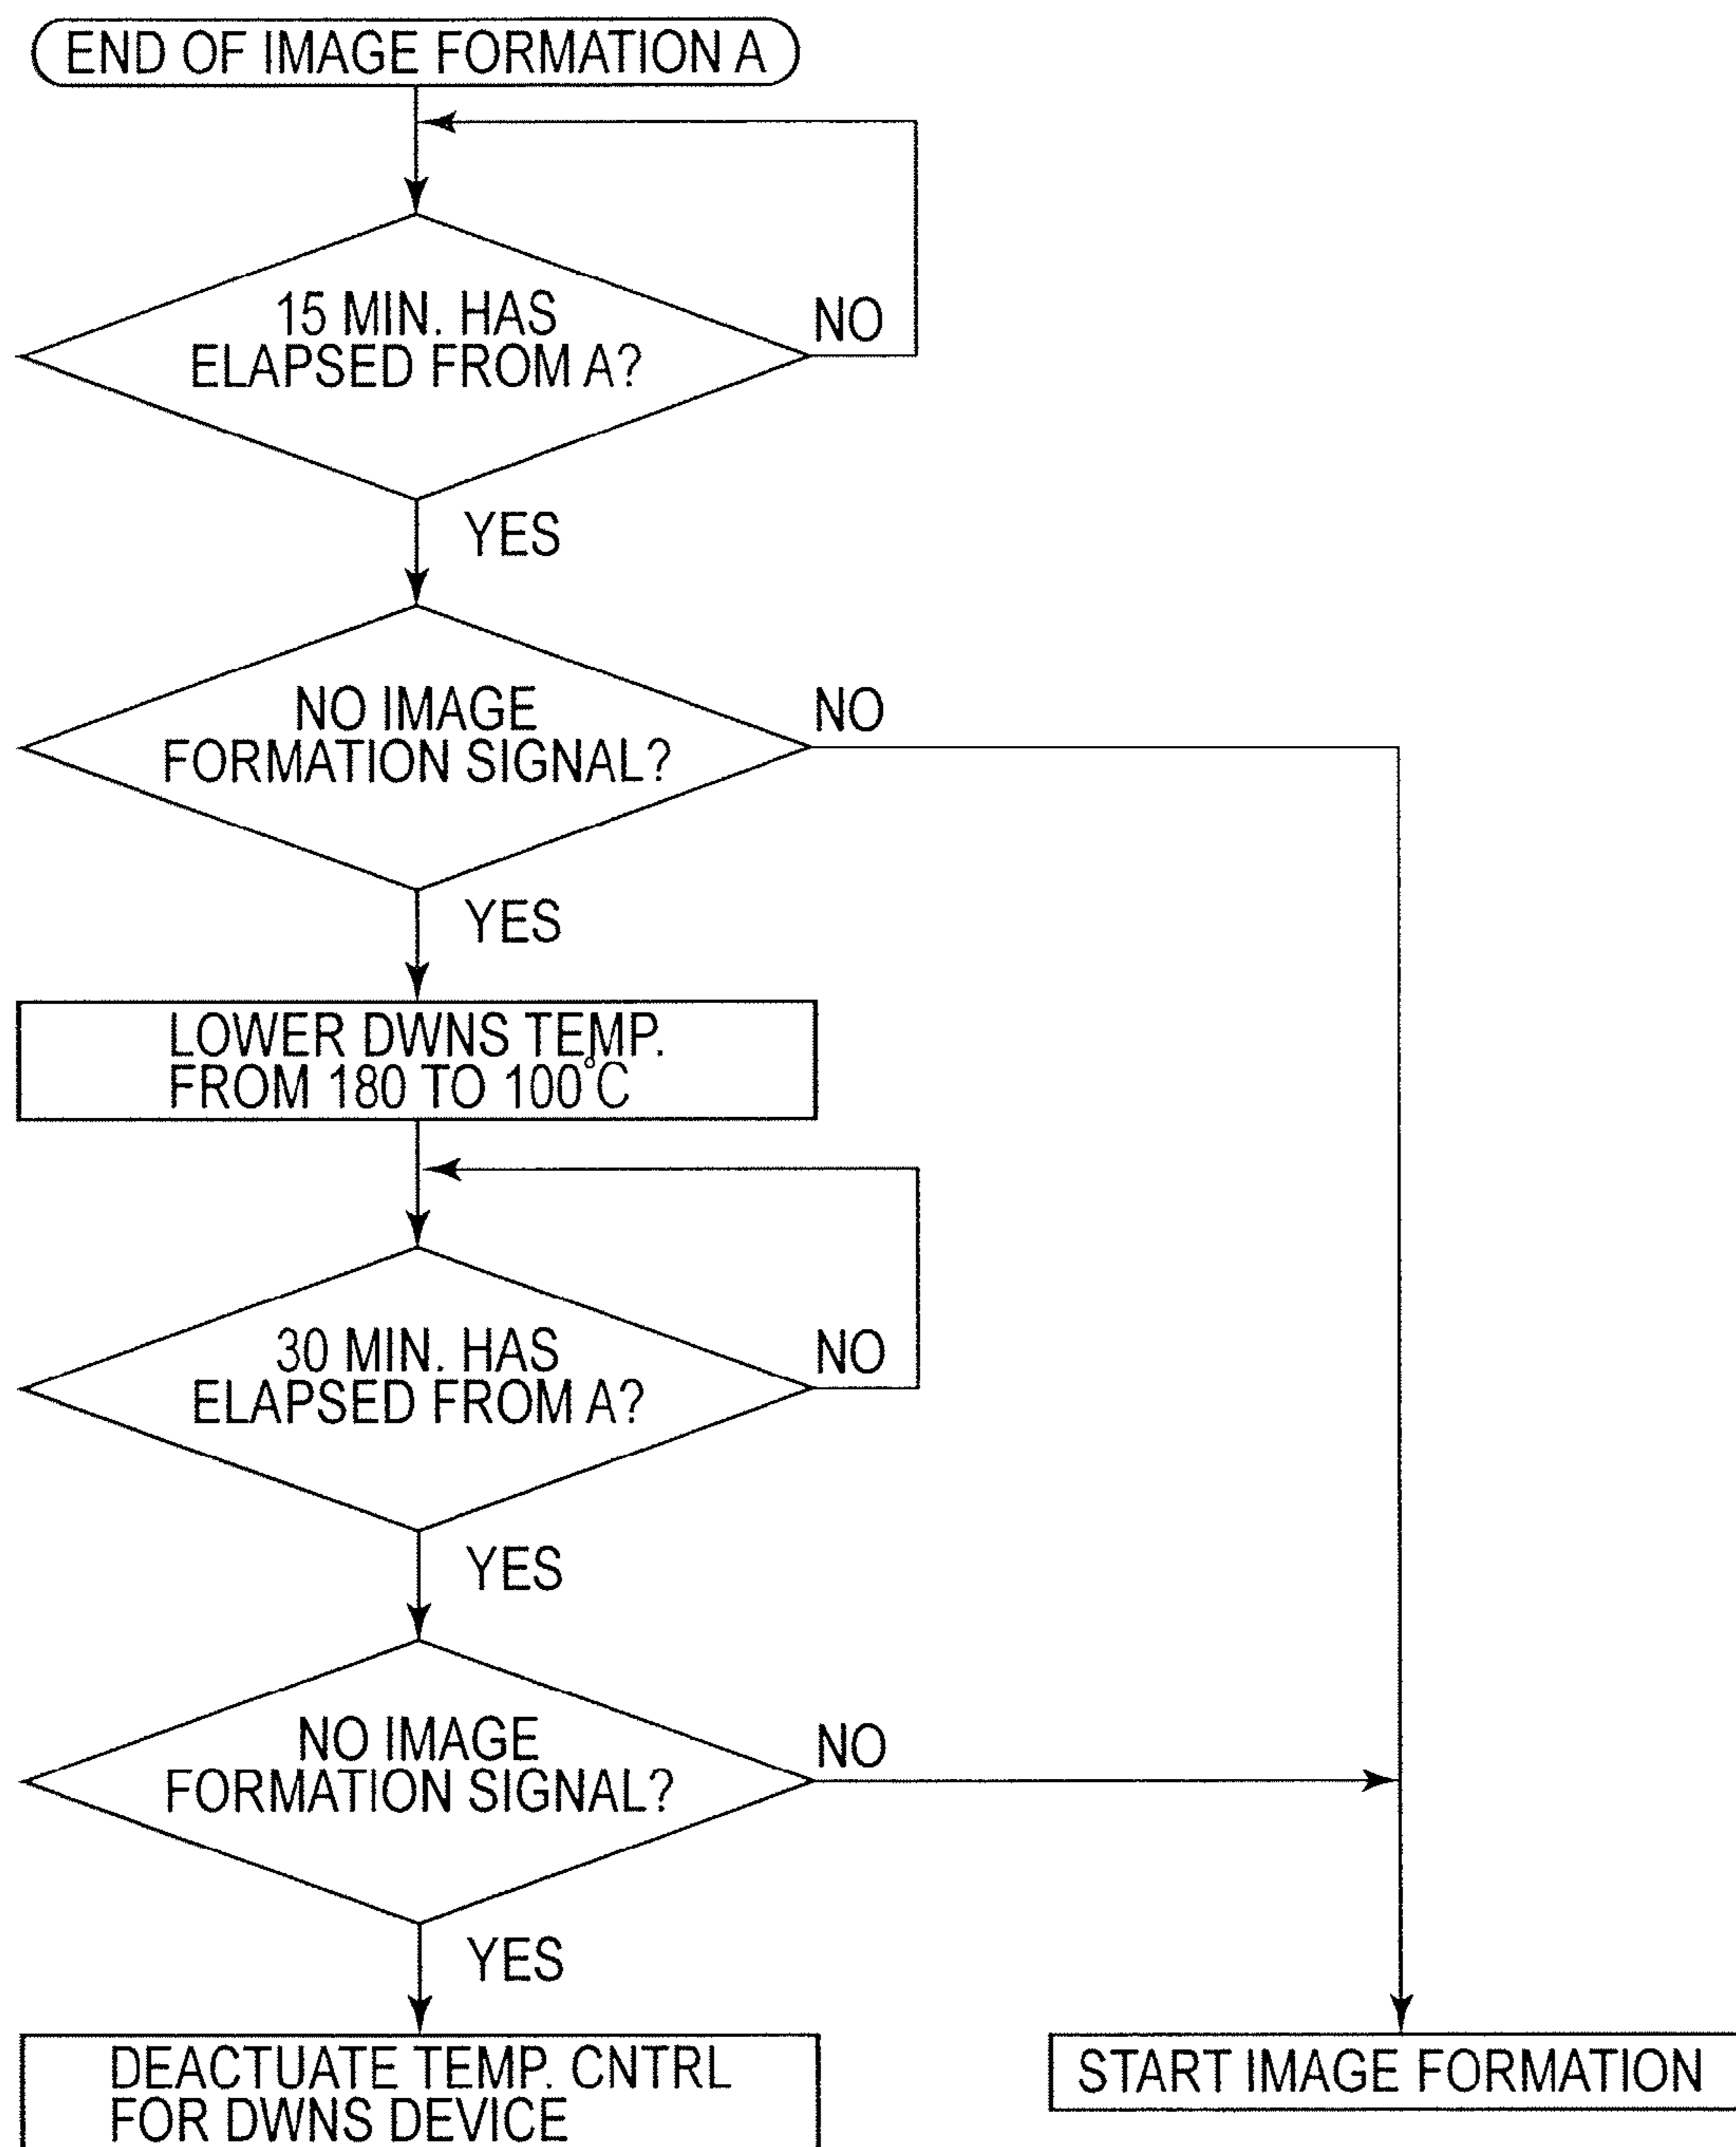 END OF IMAGE FORMATION A
15 MIN. HAS
ELAPSED FROM A?
NO
YES
NO IMAGE
FORMATION SIGNAL?
NO
YES
LOWER DWNS TEMP.
FROM 180 TO 100°C
30 MIN. HAS
ELAPSED FROM A?
NO
YES
NO IMAGE
FORMATION SIGNAL?
NO
YES
DEACTUATE TEMP. CNTRL
FOR DWNS DEVICE
START IMAGE FORMATION